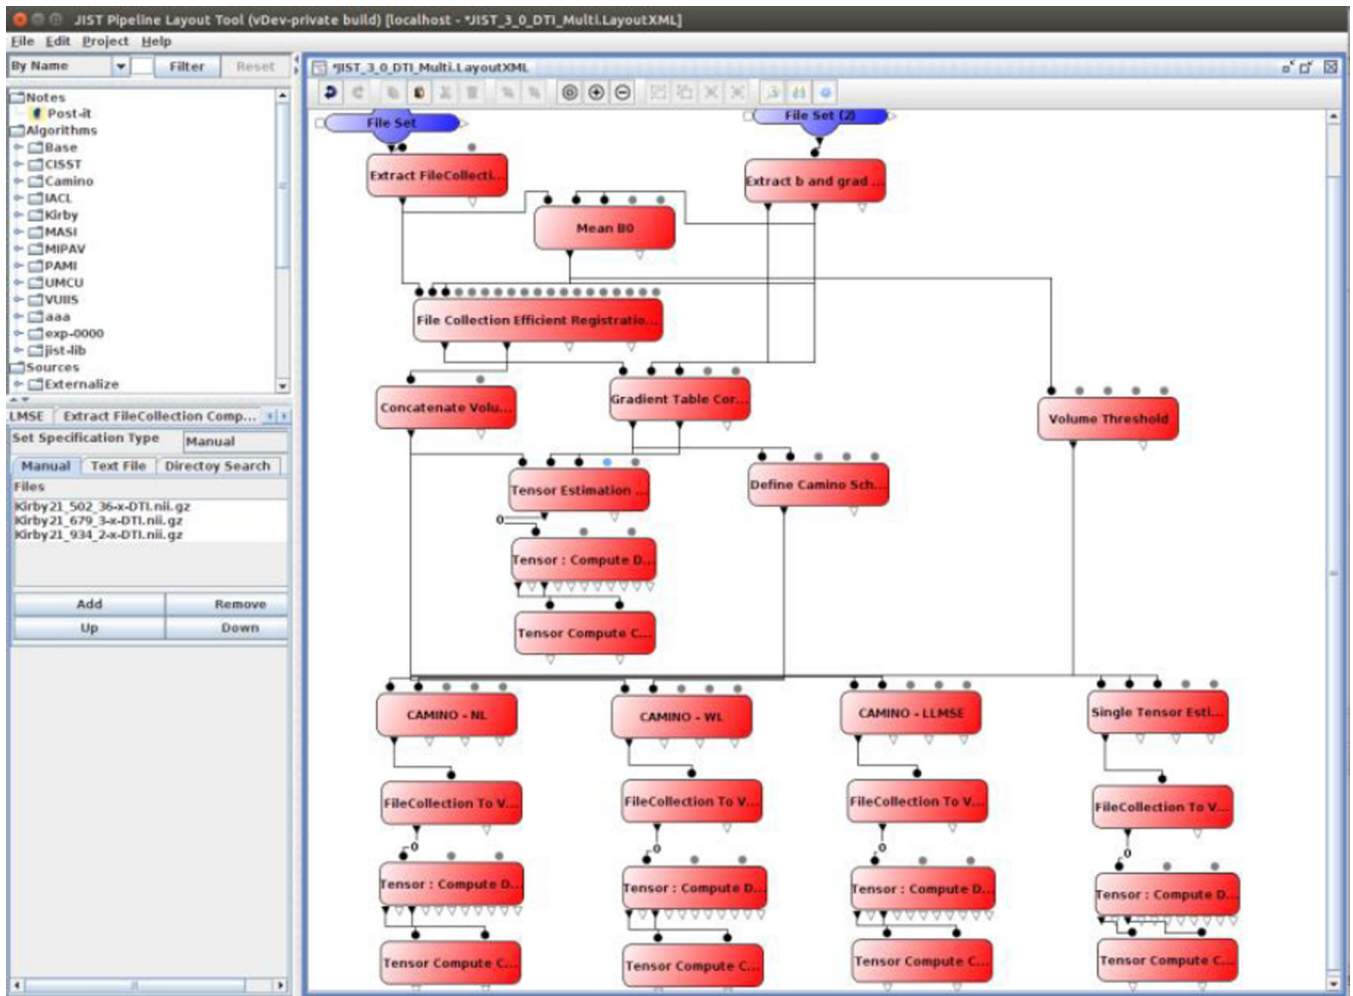 JIST Pipeline Layout Tool (vDev-private build) [localhost - *JIST_3_0_DTI_Multi.LayoutXML]
File Edit Project Help
By Name Filter Reset
Notes
Post-it
Algorithms
Base
CISST
Camino
IACL
Kirby
MASI
MIPAV
PAMI
UMCU
VUIIS
aaa
exp-0000
jist-lib
Sources
Externalize
.LMSE Extract FileCollection Comp...
Set Specification Type Manual
Manual Text File Directoy Search
Files
Kirby21_502_36-x-DTI.nii.gz
Kirby21_679_3-x-DTI.nii.gz
Kirby21_934_2-x-DTI.nii.gz
Add Remove
Up Down
*JIST_3_0_DTI_Multi.LayoutXML
File Set File Set (2)
Extract FileCollecti... Extract b and grad ...
Mean B0
File Collection Efficient Registratio...
Concatenate Volu... Gradient Table Cor... Volume Threshold
Tensor Estimation ... Define Camino Sch...
0
Tensor : Compute D...
Tensor Compute C...
CAMINO - NL CAMINO - WL CAMINO - LLMSE Single Tensor Esti...
FileCollection To V... FileCollection To V... FileCollection To V... FileCollection To V...
0 0 0 0
Tensor : Compute D... Tensor : Compute D... Tensor : Compute D... Tensor : Compute D...
Tensor Compute C... Tensor Compute C... Tensor Compute C... Tensor Compute C...